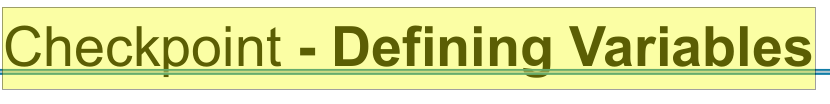 Checkpoint - Defining Variables